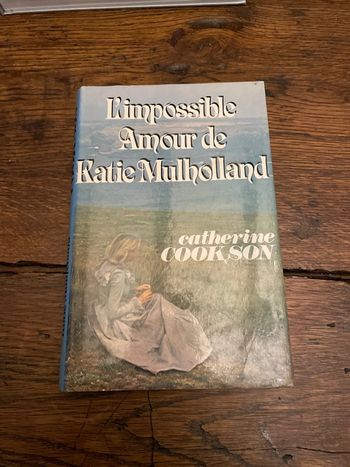 L'impossible
Amour de
Katie Mulholland
catherine
COOKSON